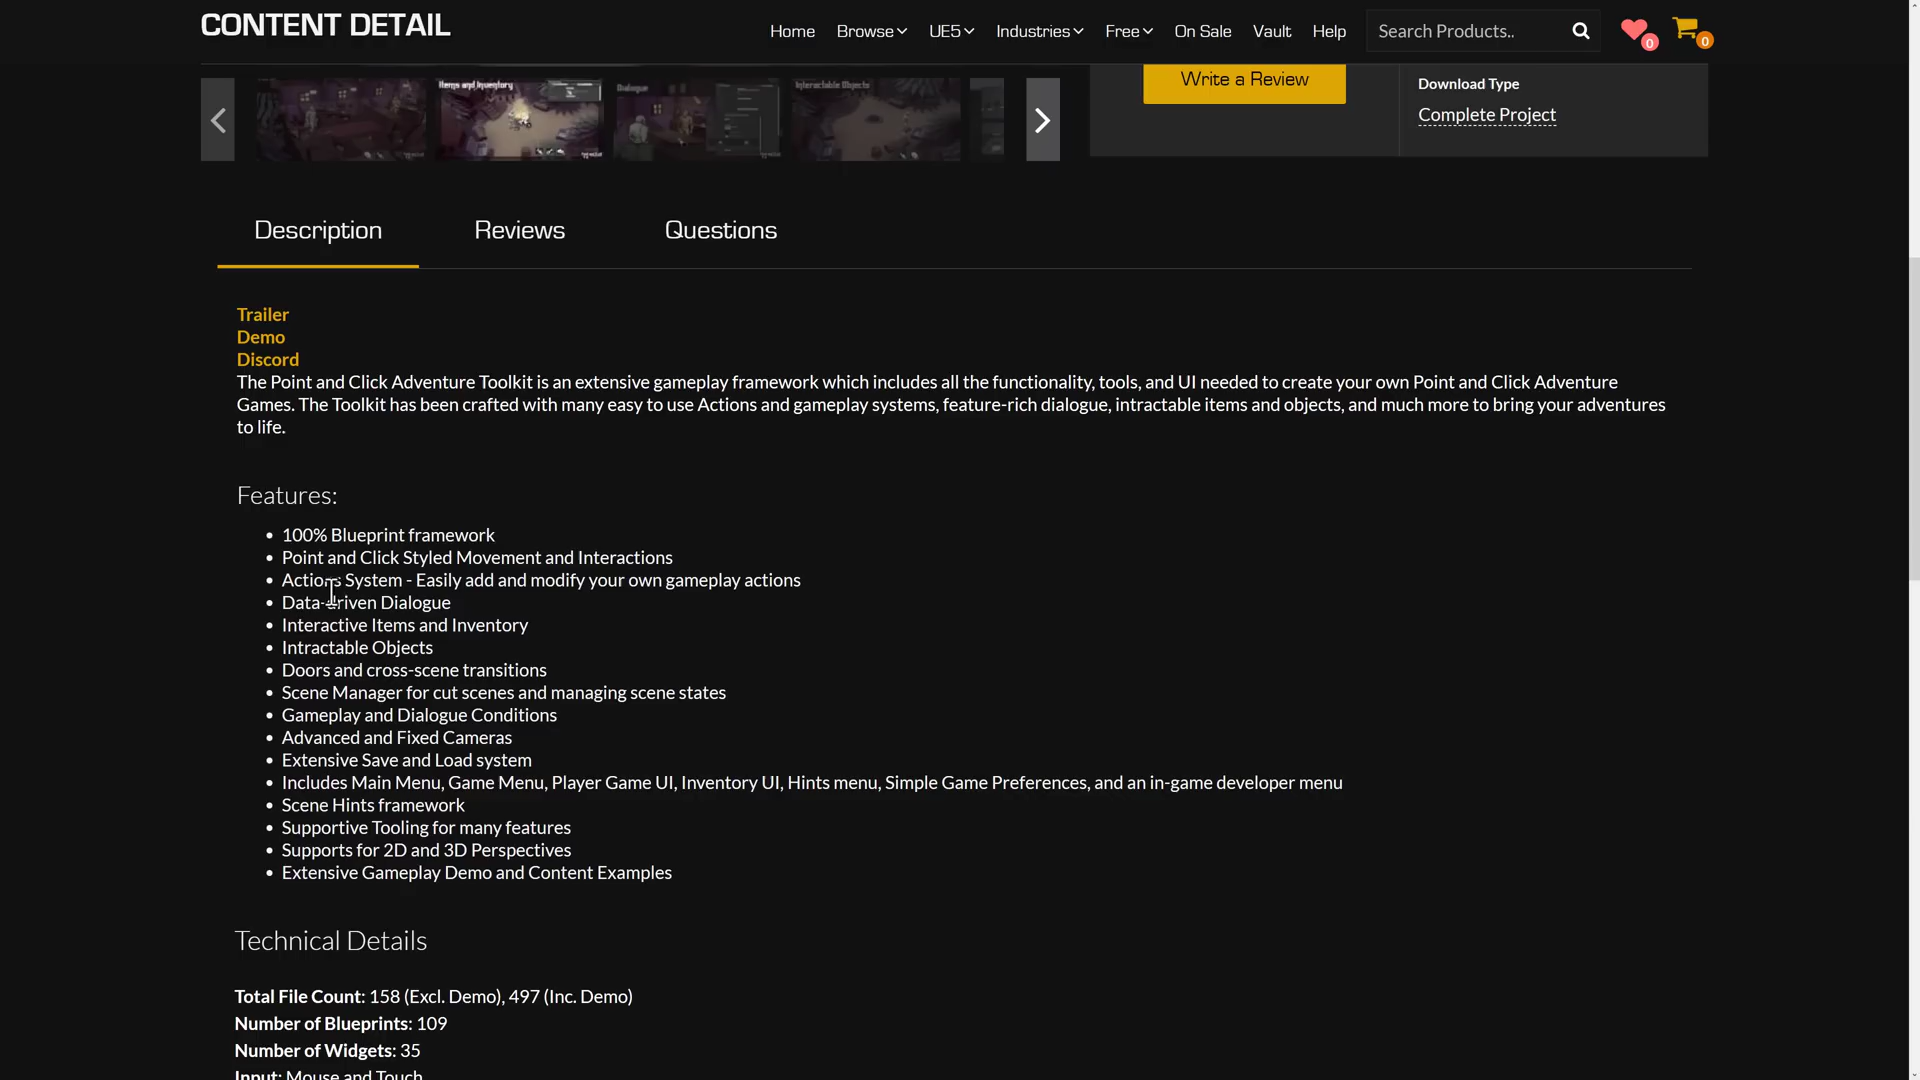 CONTENT DETAIL
Home Browse UE5 Industries Free On Sale Vault Help Search Products.. 0 0
Items and Inventory Dialogue Interactable Objects
Write a Review
Download Type
Complete Project
Description Reviews Questions
Trailer
Demo
Discord
The Point and Click Adventure Toolkit is an extensive gameplay framework which includes all the functionality, tools, and UI needed to create your own Point and Click Adventure
Games. The Toolkit has been crafted with many easy to use Actions and gameplay systems, feature-rich dialogue, intractable items and objects, and much more to bring your adventures
to life.
Features:
100% Blueprint framework
Point and Click Styled Movement and Interactions
Actions System - Easily add and modify your own gameplay actions
Data-driven Dialogue
Interactive Items and Inventory
Intractable Objects
Doors and cross-scene transitions
Scene Manager for cut scenes and managing scene states
Gameplay and Dialogue Conditions
Advanced and Fixed Cameras
Extensive Save and Load system
Includes Main Menu, Game Menu, Player Game UI, Inventory UI, Hints menu, Simple Game Preferences, and an in-game developer menu
Scene Hints framework
Supportive Tooling for many features
Supports for 2D and 3D Perspectives
Extensive Gameplay Demo and Content Examples
Technical Details
Total File Count: 158 (Excl. Demo), 497 (Inc. Demo)
Number of Blueprints: 109
Number of Widgets: 35
Input: Mouse and Touch